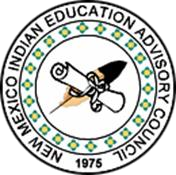 NEW MEXICO INDIAN EDUCATION ADVISORY COUNCIL
1975